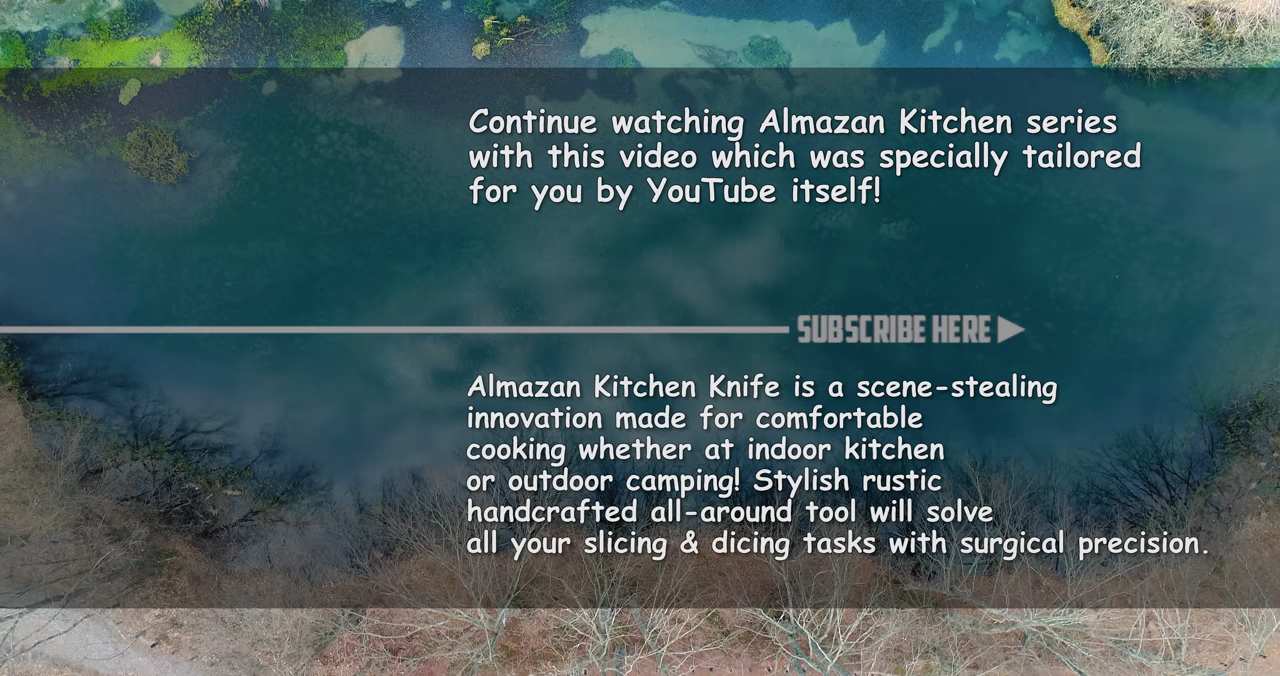 Continue watching Almazan Kitchen series
with this video which was specially tailored
for you by YouTube itself!
SUBSCRIBE HERE
Almazan Kitchen Knife is a scene-stealing
innovation made for comfortable
cooking whether at indoor kitchen
or outdoor camping! Stylish rustic
handcrafted all-around tool will solve
all your slicing & dicing tasks with surgical precision.